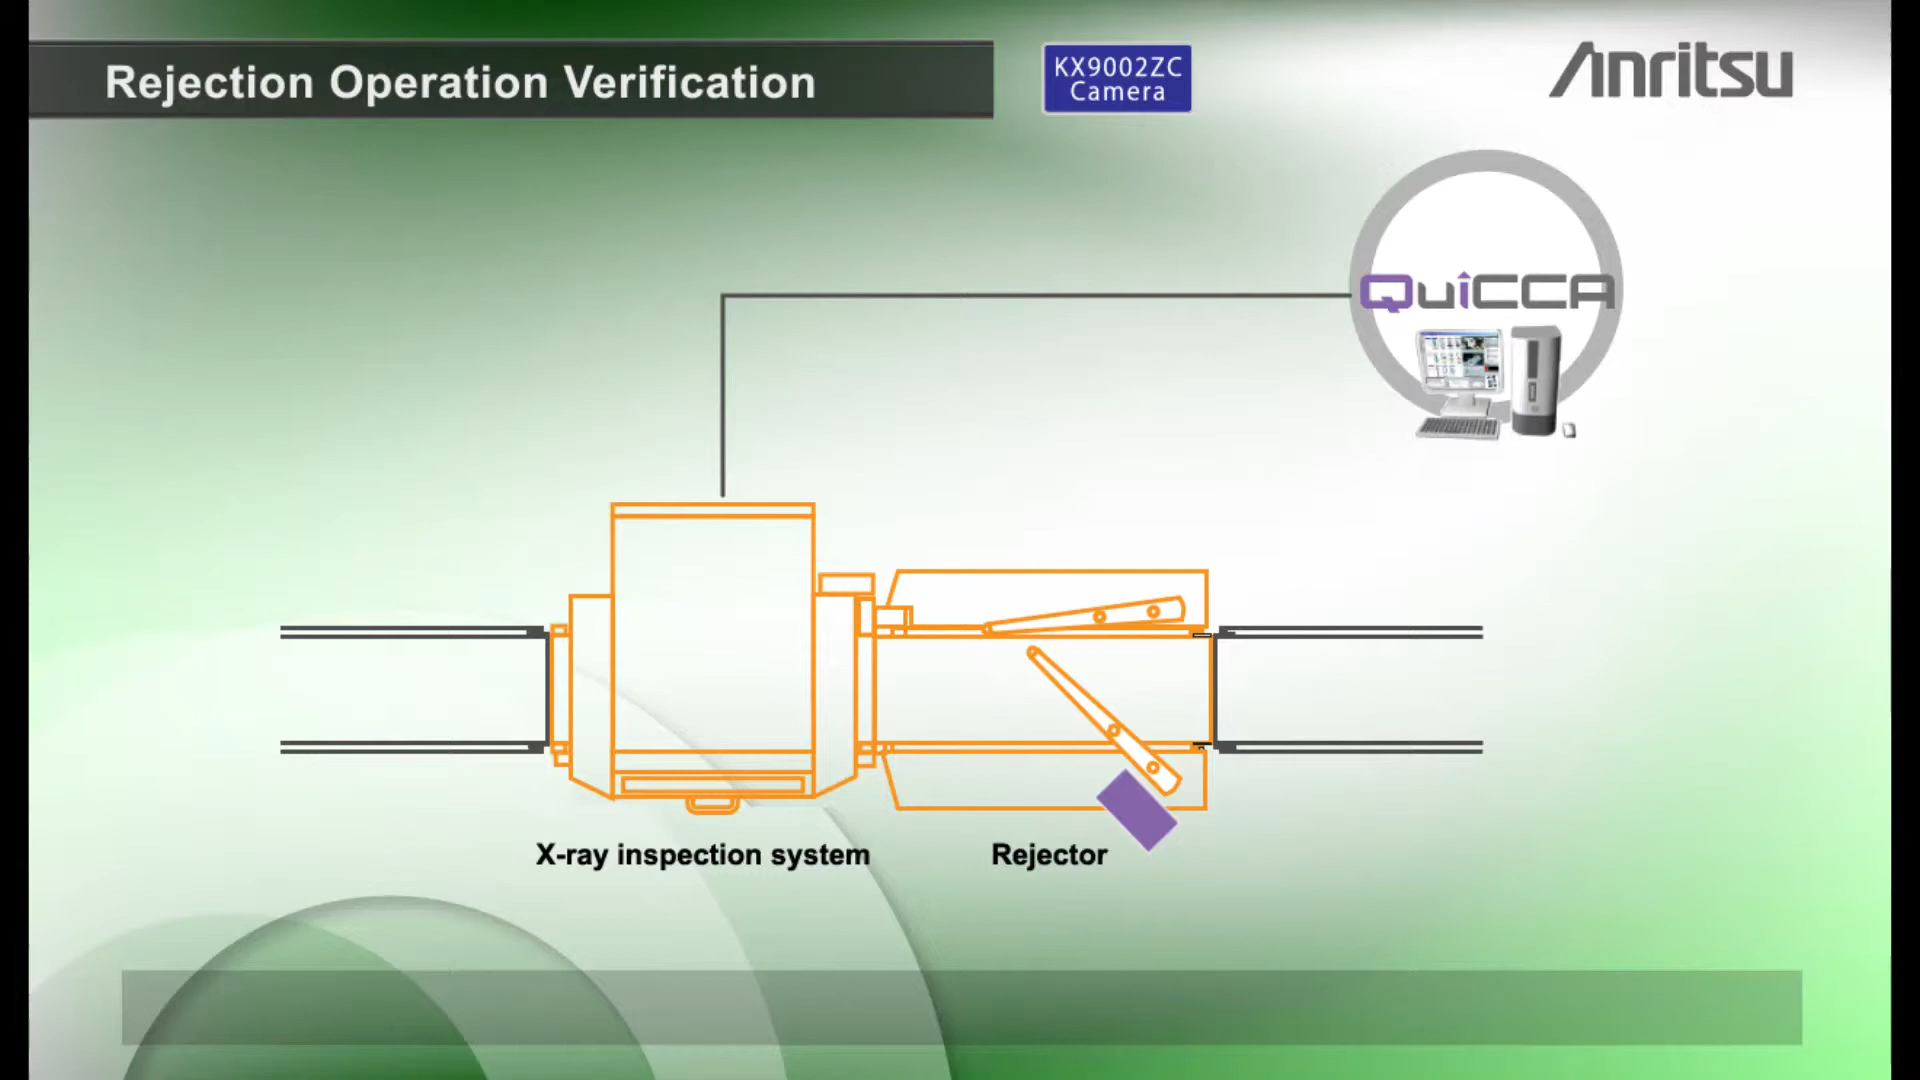 Rejection Operation Verification
KX9002ZC
Camera
Anritsu
QuiCCA
X-ray inspection system
Rejector